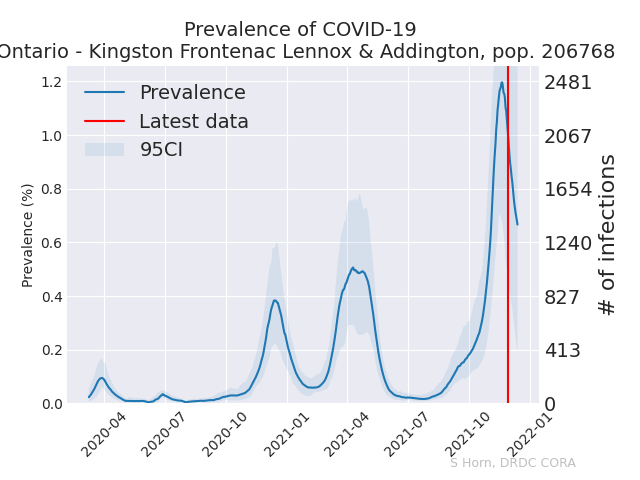 Prevalence of COVID-19
Ontario - Kingston Frontenac Lennox & Addington, pop. 206768
Prevalence
Latest data
95CI
Prevalence (%)
1.2
1.0
0.8
0.6
0.4
0.2
0.0
2481
2067
1654
1240
827
413
0
# of infections
2020-04
2020-07
2020-10
2021-01
2021-04
2021-07
2021-10
2022-01
S Horn, DRDC CORA